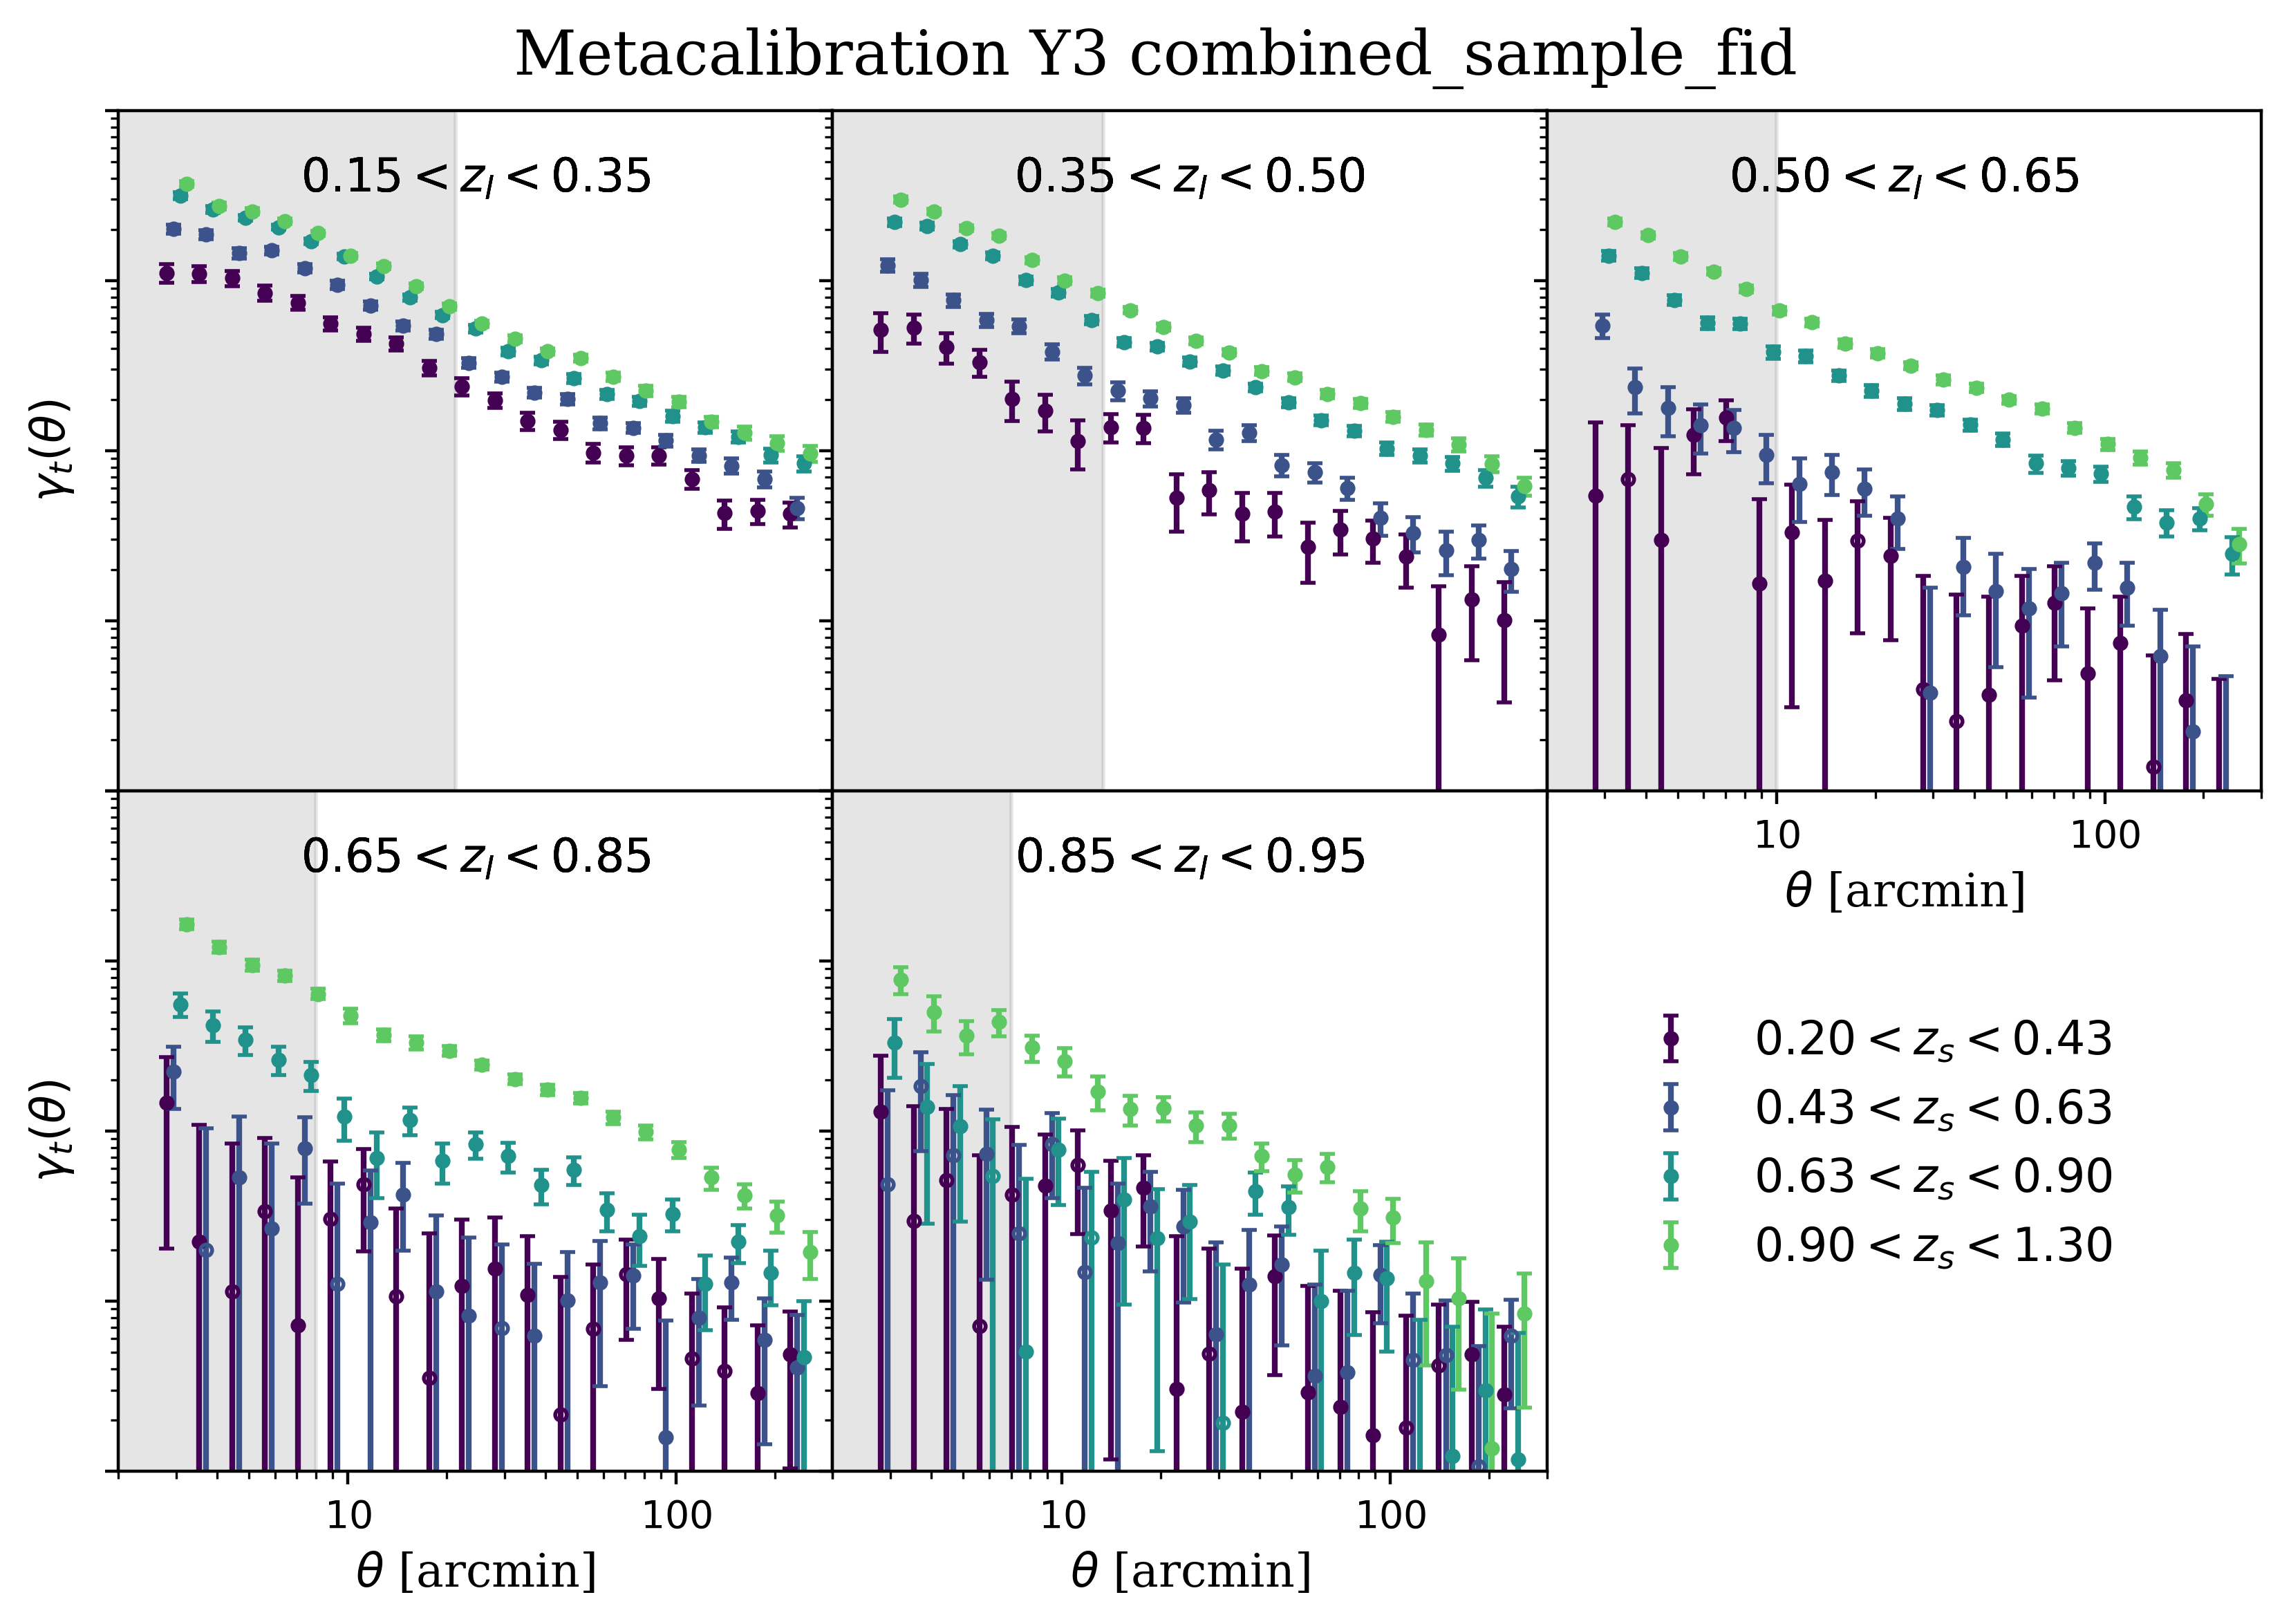 Metacalibration Y3 combined_sample_fid
0.15 < z_l < 0.35
0.35 < z_l < 0.50
0.50 < z_l < 0.65
γ_t(θ)
10 100
θ [arcmin]
0.65 < z_l < 0.85
0.85 < z_l < 0.95
γ_t(θ)
0.20 < z_s < 0.43
0.43 < z_s < 0.63
0.63 < z_s < 0.90
0.90 < z_s < 1.30
10 100
10 100
θ [arcmin]
θ [arcmin]